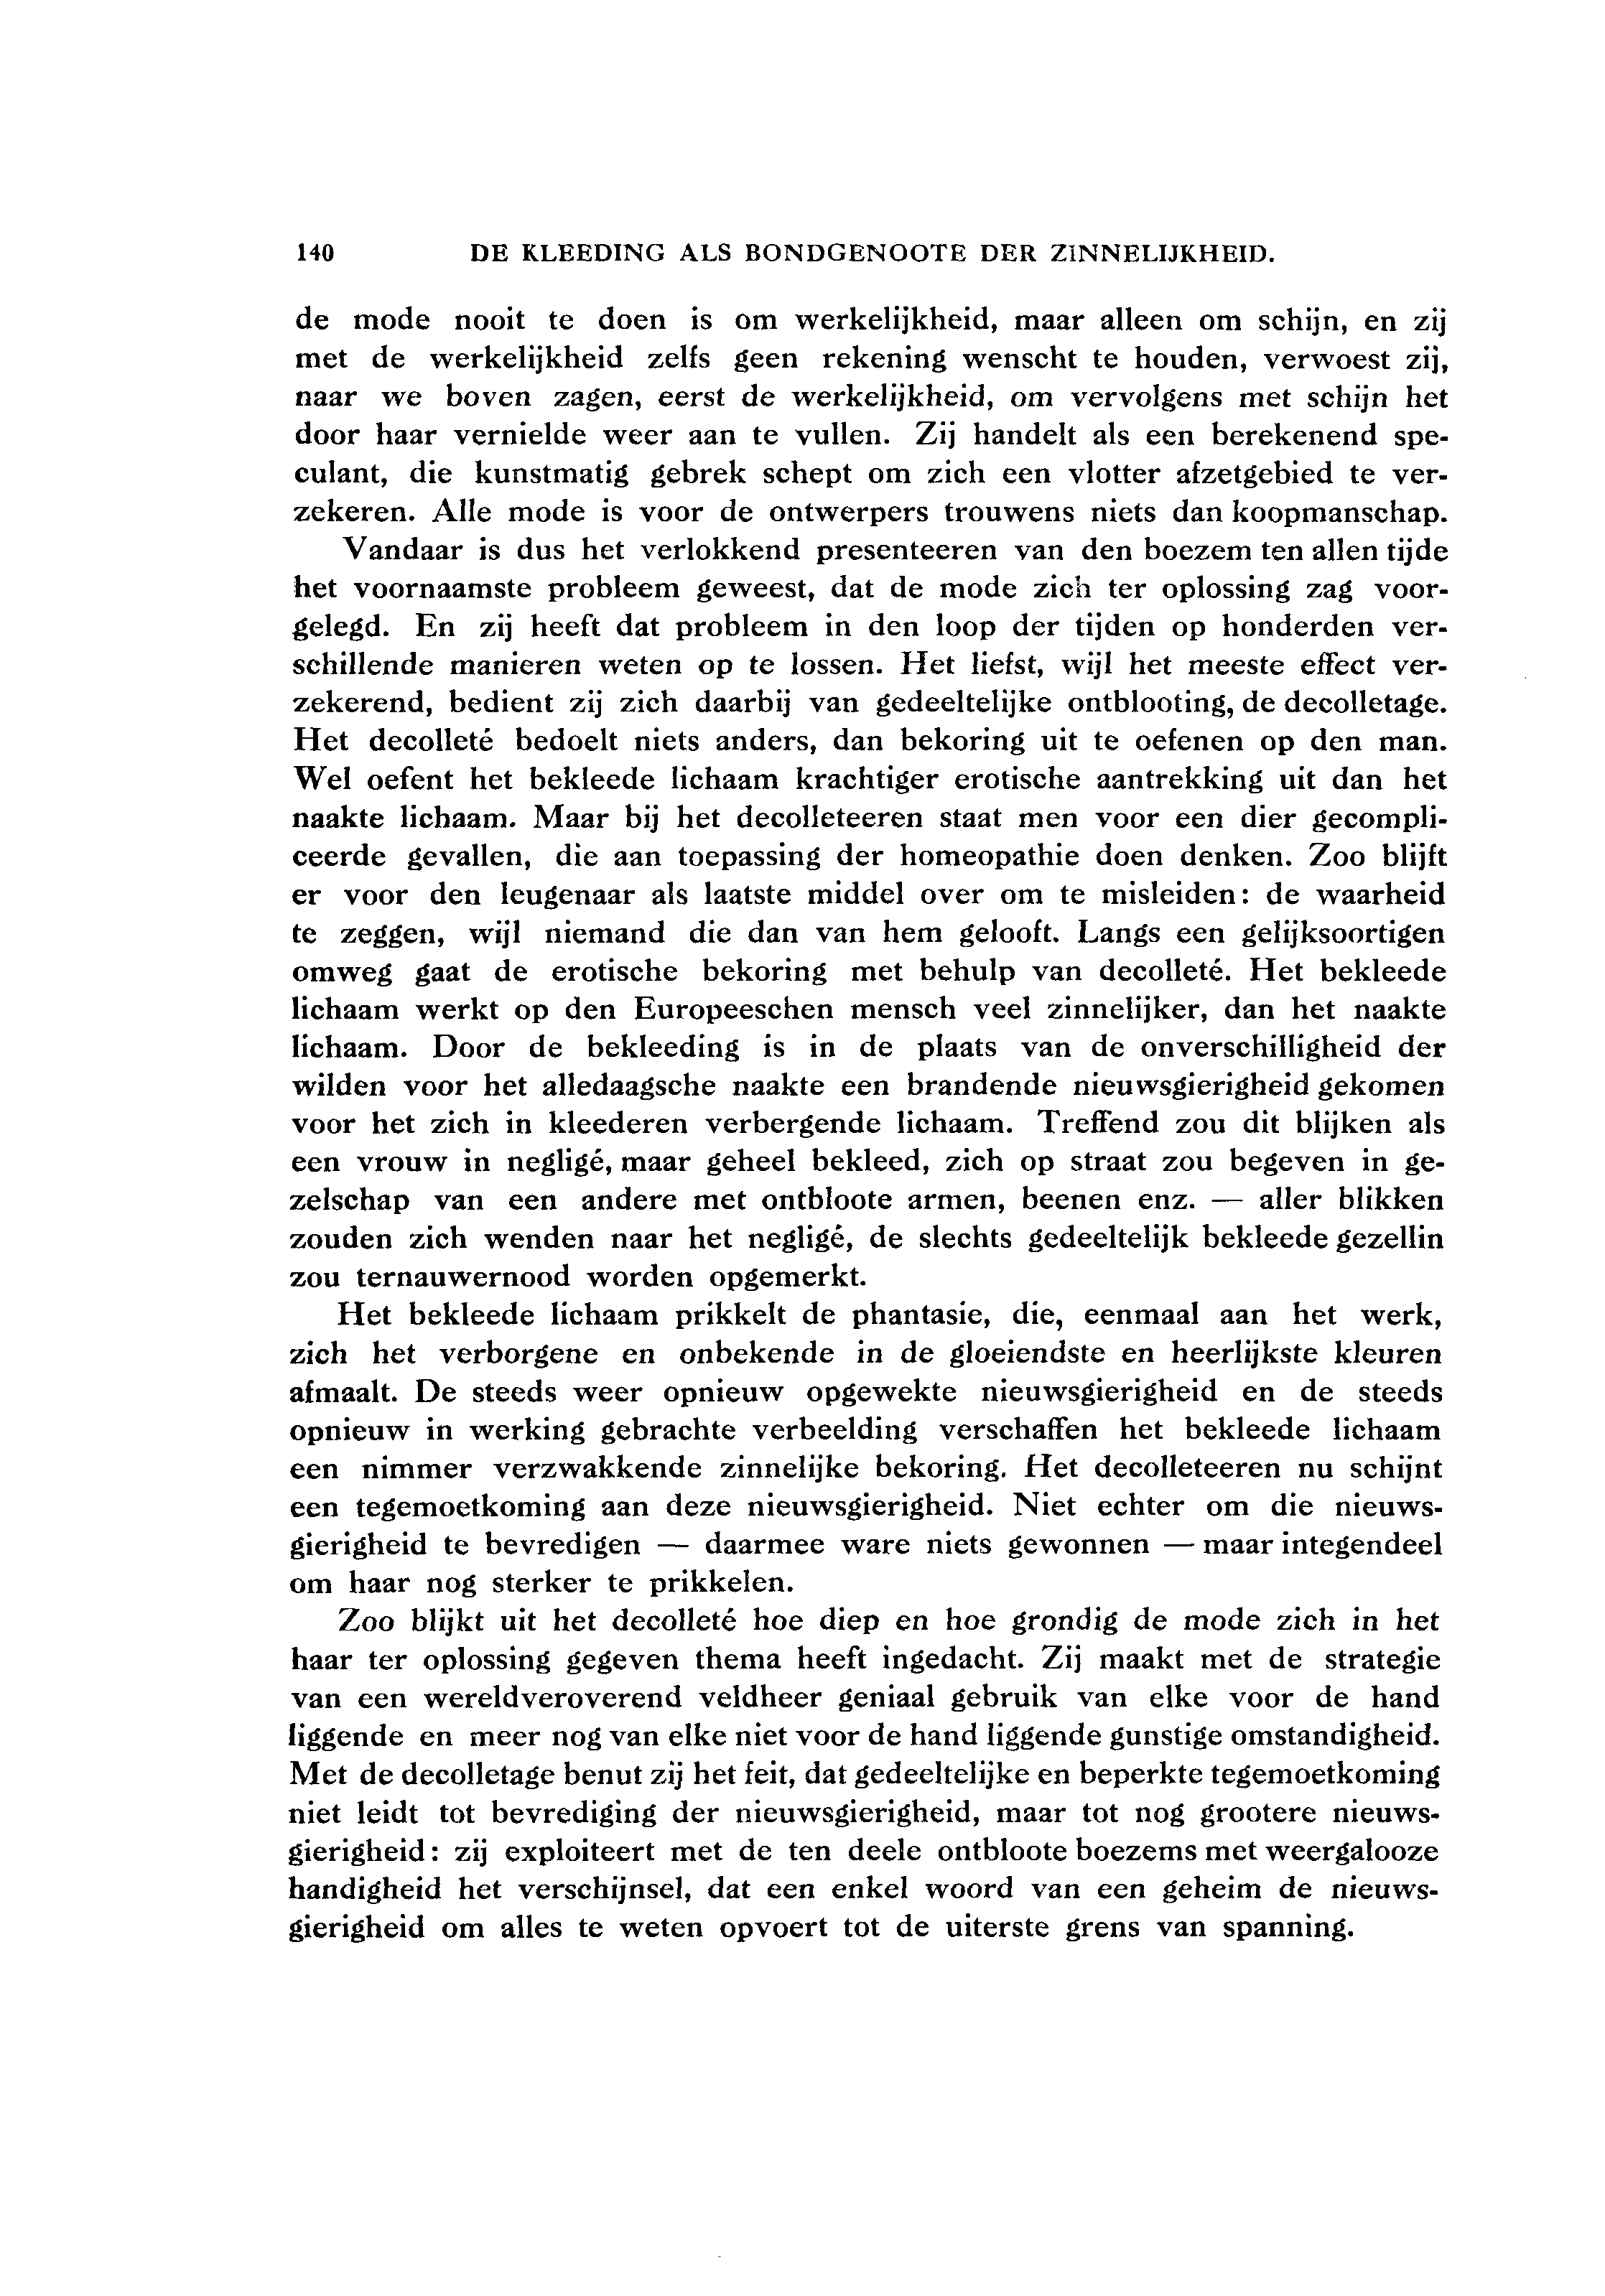 140 DE KLEEDING ALS BONDGENOOTE DER ZINNELIJKHEID.
de mode nooit te doen is om werkelijkheid, maar alleen om schijn, en zij
met de werkelijkheid zelfs geen rekening wenscht te houden, verwoest zij,
naar we boven zagen, eerst de werkelijkheid, om vervolgens met schijn het
door haar vernielde weer aan te vullen. Zij handelt als een berekenend spe-
culant, die kunstmatig gebrek schept om zich een vlotter afzetgebied te ver-
zekeren. Alle mode is voor de ontwerpers trouwens niets dan koopmanschap.
Vandaar is dus het verlokkend presenteeren van den boezem ten allen tijde
het voornaamste probleem geweest, dat de mode zich ter oplossing zag voor-
gelegd. En zij heeft dat probleem in den loop der tijden op honderden ver-
schillende manieren weten op te lossen. Het liefst, wijl het meeste effect ver-
zekerend, bedient zij zich daarbij van gedeeltelijke ontblooting, de decolletage.
Het decolleté bedoelt niets anders, dan bekoring uit te oefenen op den man.
Wel oefent het bekleede lichaam krachtiger erotische aantrekking uit dan het
naakte lichaam. Maar bij het decolleteeren staat men voor een dier gecompli-
ceerde gevallen, die aan toepassing der homeopathie doen denken. Zoo blijft
er voor den leugenaar als laatste middel over om te misleiden: de waarheid
te zeggen, wijl niemand die dan van hem gelooft. Langs een gelijksoortigen
omweg gaat de erotische bekoring met behulp van decolleté. Het bekleede
lichaam werkt op den Europeeschen mensch veel zinnelijker, dan het naakte
lichaam. Door de bekleeding is in de plaats van de onverschilligheid der
wilden voor het alledaagsche naakte een brandende nieuwsgierigheid gekomen
voor het zich in kleederen verbergende lichaam. Treffend zou dit blijken als
een vrouw in negligé, maar geheel bekleed, zich op straat zou begeven in ge-
zelschap van een andere met ontbloote armen, beenen enz. — aller blikken
zouden zich wenden naar het negligé, de slechts gedeeltelijk bekleede gezellin
zou ternauwernood worden opgemerkt.
Het bekleede lichaam prikkelt de phantasie, die, eenmaal aan het werk,
zich het verborgene en onbekende in de gloeiendste en heerlijkste kleuren
afmaalt. De steeds weer opnieuw opgewekte nieuwsgierigheid en de steeds
opnieuw in werking gebrachte verbeelding verschaffen het bekleede lichaam
een nimmer verzwakkende zinnelijke bekoring. Het decolleteeren nu schijnt
een tegemoetkoming aan deze nieuwsgierigheid. Niet echter om die nieuws-
gierigheid te bevredigen — daarmee ware niets gewonnen — maar integendeel
om haar nog sterker te prikkelen.
Zoo blijkt uit het decolleté hoe diep en hoe grondig de mode zich in het
haar ter oplossing gegeven thema heeft ingedacht. Zij maakt met de strategie
van een wereldveroverend veldheer geniaal gebruik van elke voor de hand
liggende en meer nog van elke niet voor de hand liggende gunstige omstandigheid.
Met de decolletage benut zij het feit, dat gedeeltelijke en beperkte tegemoetkoming
niet leidt tot bevrediging der nieuwsgierigheid, maar tot nog grootere nieuws-
gierigheid: zij exploiteert met de ten deele ontbloote boezems met weergalooze
handigheid het verschijnsel, dat een enkel woord van een geheim de nieuws-
gierigheid om alles te weten opvoert tot de uiterste grens van spanning.